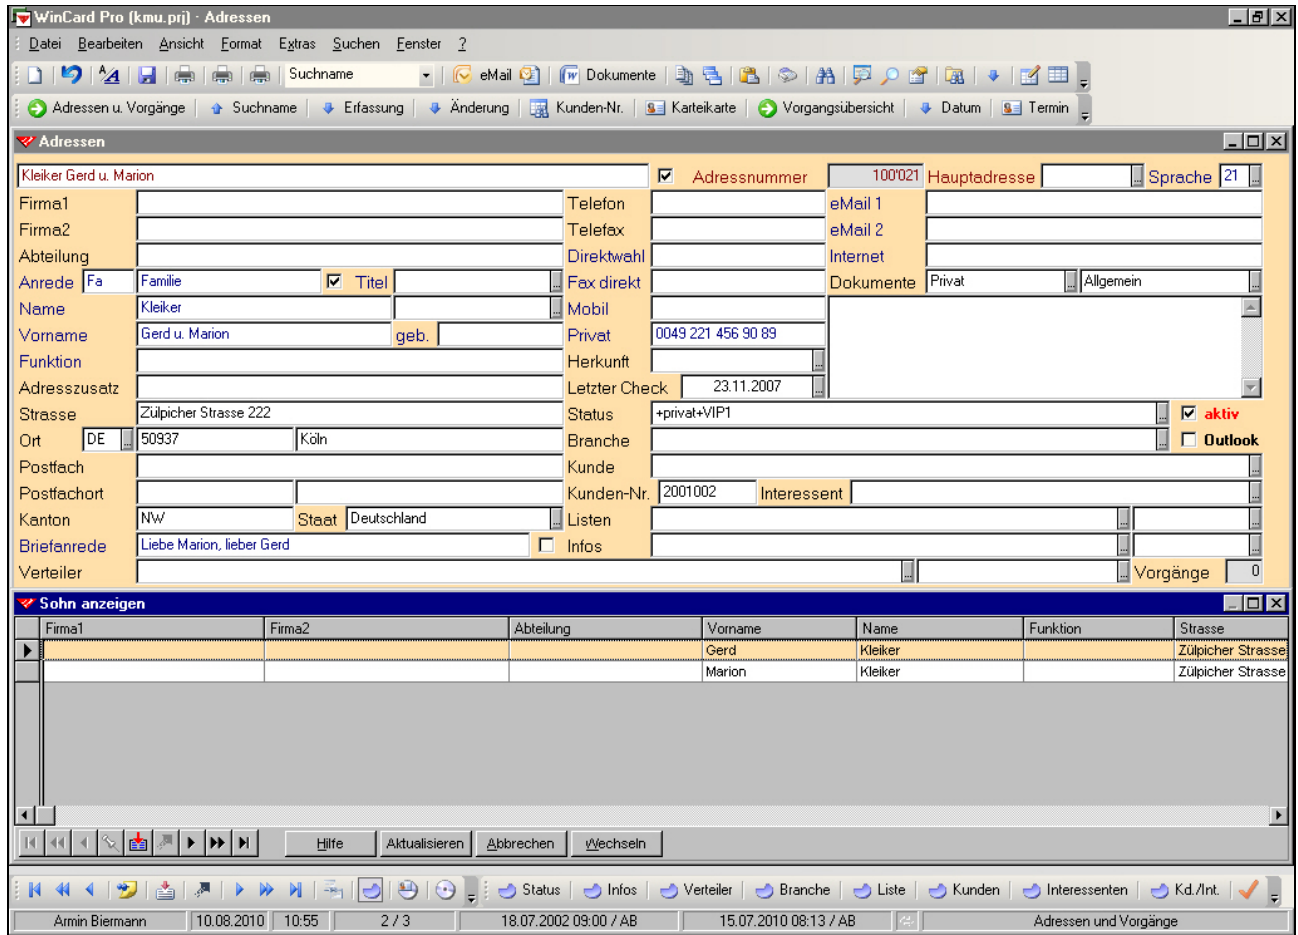 WinCard Pro (kmu.prj) - Adressen
Datei Bearbeiten Ansicht Format Extras Suchen Fenster ?
Suchname eMail Dokumente
Adressen u. Vorgänge Suchname Erfassung Änderung Kunden-Nr. Karteikarte Vorgangsübersicht Datum Termin
Adressen
Kleiker Gerd u. Marion Adressnummer 100'021 Hauptadresse Sprache 21
Firma1 Telefon eMail 1
Firma2 Telefax eMail 2
Abteilung Direktwahl Internet
Anrede Fa Familie Titel Fax direkt Dokumente Privat Allgemein
Name Kleiker Mobil
Vorname Gerd u. Marion geb. Privat 0049 221 456 90 89
Funktion Herkunft
Adresszusatz Letzter Check 23.11.2007
Strasse Zülpicher Strasse 222 Status +privat+VIP1 aktiv
Ort DE 50937 Köln Branche Outlook
Postfach Kunde
Postfachort Kunden-Nr. 2001002 Interessent
Kanton NW Staat Deutschland Listen
Briefanrede Liebe Marion, lieber Gerd Infos
Verteiler Vorgänge 0
Sohn anzeigen
Firma1 Firma2 Abteilung Vorname Name Funktion Strasse
Gerd Kleiker Zülpicher Strasse
Marion Kleiker Zülpicher Strasse
Hilfe Aktualisieren Abbrechen Wechseln
Status Infos Verteiler Branche Liste Kunden Interessenten Kd./Int.
Armin Biermann 10.08.2010 10:55 2 / 3 18.07.2002 09:00 / AB 15.07.2010 08:13 / AB Adressen und Vorgänge